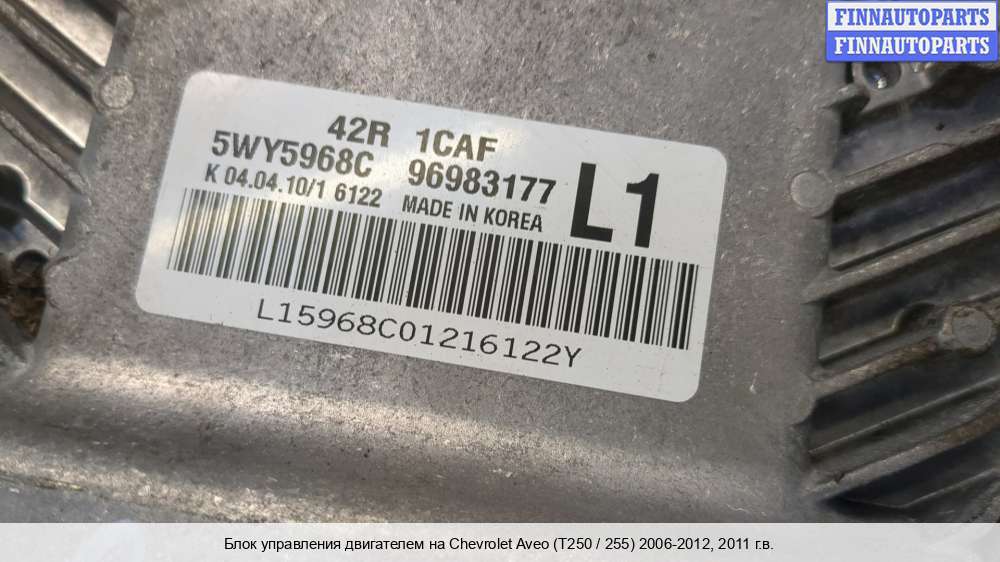 FINNAUTOPARTS
FINNAUTOPARTS
42R 1CAF
5WY5968C 96983177
L1
K 04.04.10/1 6122 MADE IN KOREA
L15968C01216122Y
Блок управления двигателем на Chevrolet Aveo (T250 / 255) 2006-2012, 2011 г.в.